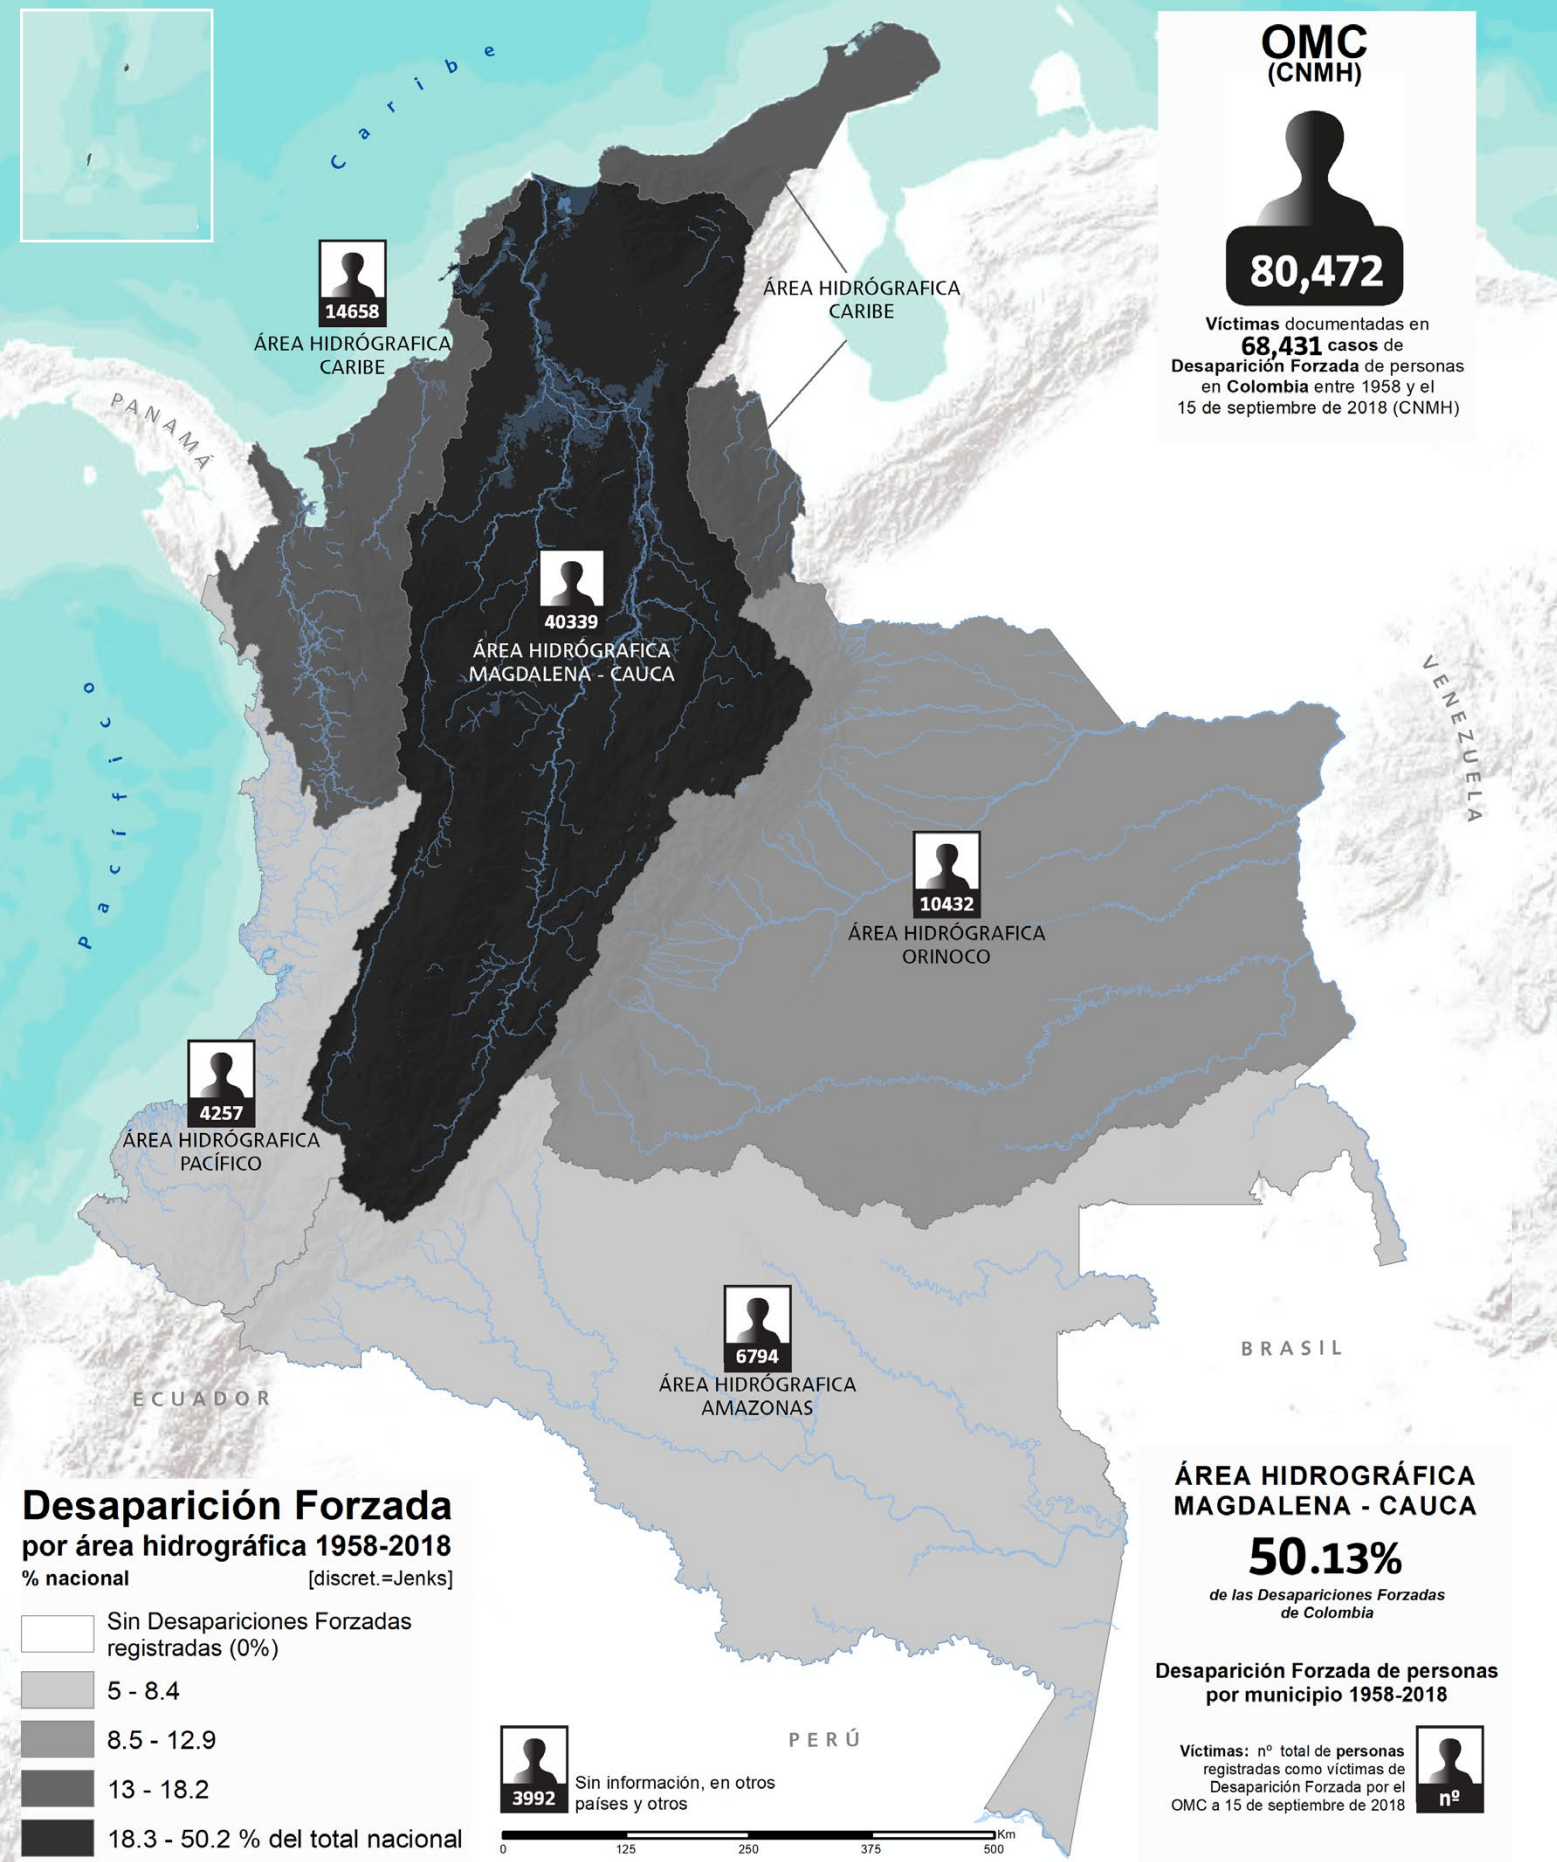 Caribe
OMC
(CNMH)
80,472
Víctimas documentadas en
68,431 casos de
Desaparición Forzada de personas
en Colombia entre 1958 y el
15 de septiembre de 2018 (CNMH)
14658
ÁREA HIDRÓGRAFICA
CARIBE
ÁREA HIDRÓGRAFICA
CARIBE
PANAMÁ
40339
ÁREA HIDRÓGRAFICA
MAGDALENA - CAUCA
Pacífico
VENEZUELA
10432
ÁREA HIDRÓGRAFICA
ORINOCO
4257
ÁREA HIDRÓGRAFICA
PACÍFICO
6794
ÁREA HIDRÓGRAFICA
AMAZONAS
BRASIL
ECUADOR
PERÚ
Desaparición Forzada
por área hidrográfica 1958-2018
% nacional [discret.=Jenks]
Sin Desapariciones Forzadas
registradas (0%)
5 - 8.4
8.5 - 12.9
13 - 18.2
18.3 - 50.2 % del total nacional
3992
Sin información, en otros
países y otros
Km
0 125 250 375 500
ÁREA HIDROGRÁFICA
MAGDALENA - CAUCA
50.13%
de las Desapariciones Forzadas
de Colombia
Desaparición Forzada de personas
por municipio 1958-2018
Víctimas: nº total de personas
registradas como víctimas de
Desaparición Forzada por el
OMC a 15 de septiembre de 2018
nº